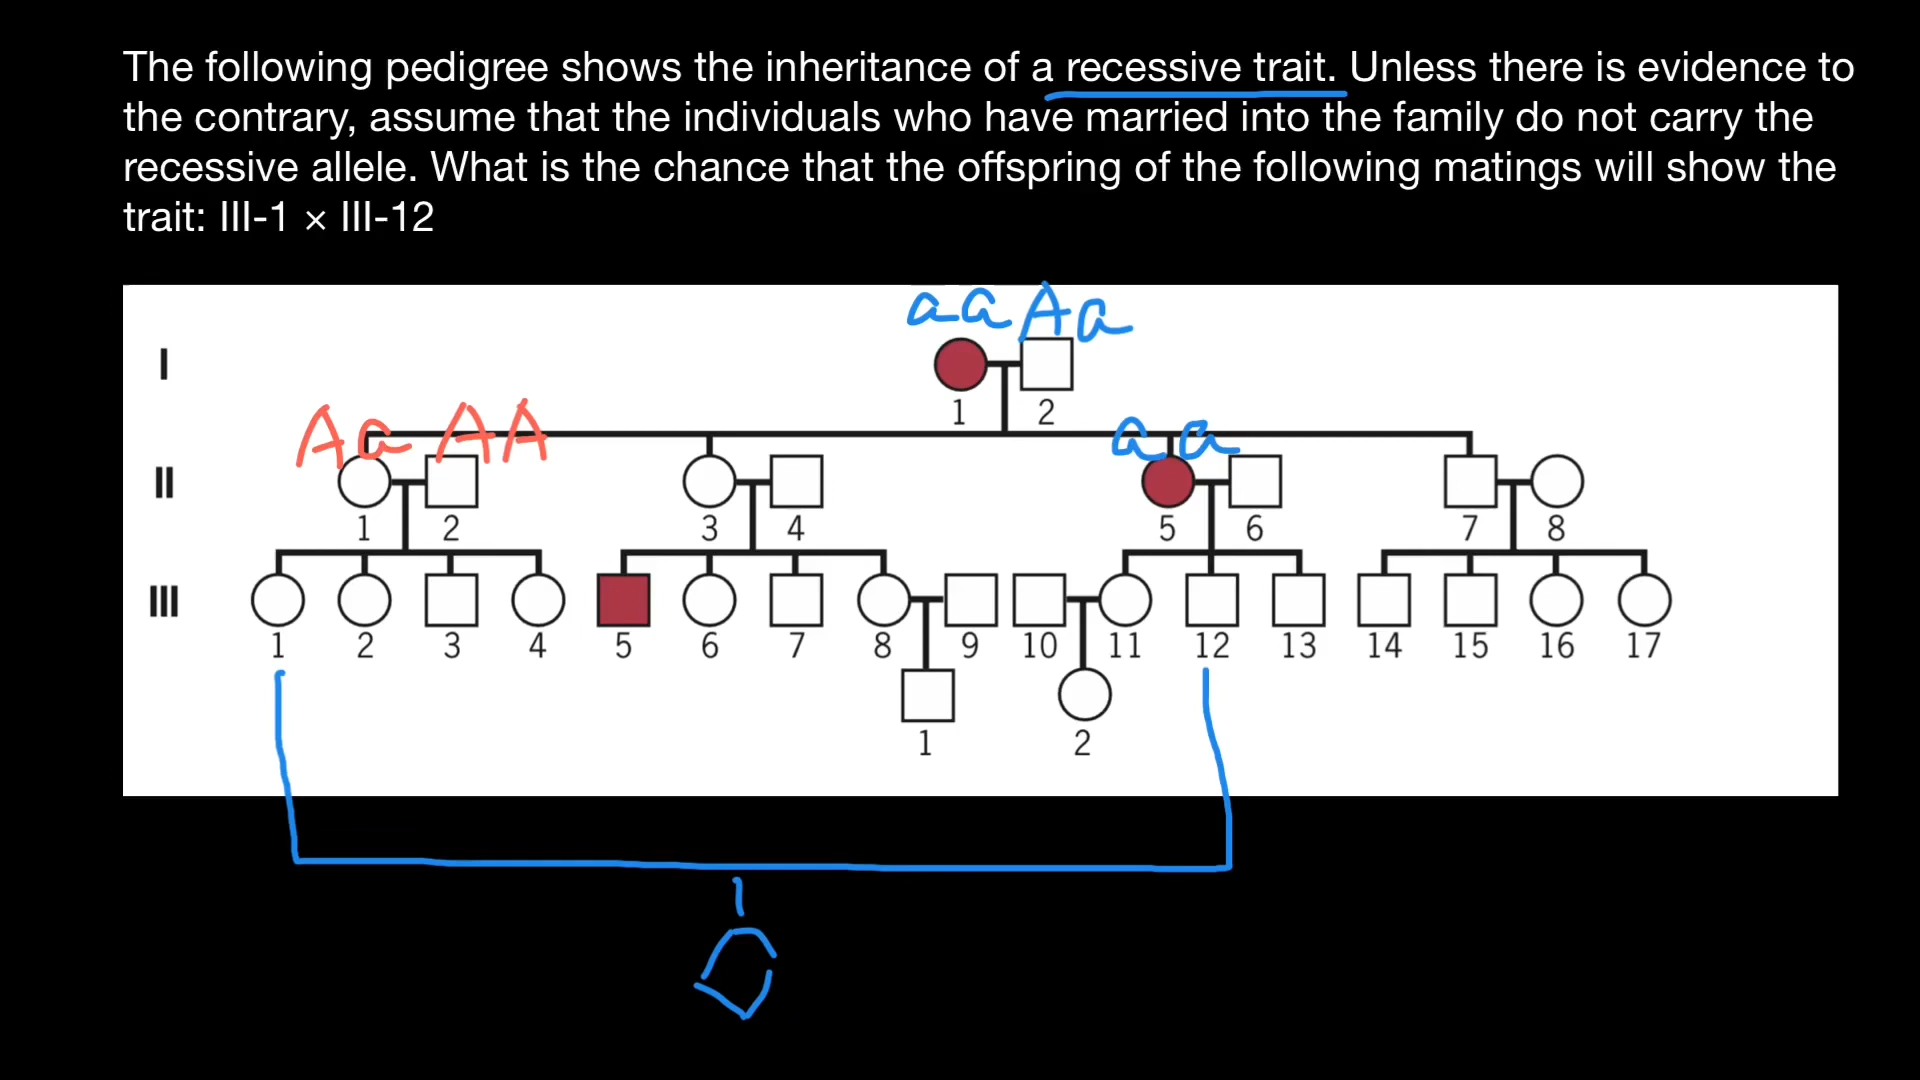 The following pedigree shows the inheritance of a recessive trait. Unless there is evidence to
the contrary, assume that the individuals who have married into the family do not carry the
recessive allele. What is the chance that the offspring of the following matings will show the
trait: III-1 × III-12
aa Aa
I
1 2
Aa AA aa
II
1 2 3 4 5 6 7 8
III
1 2 3 4 5 6 7 8 9 10 11 12 13 14 15 16 17
1 2